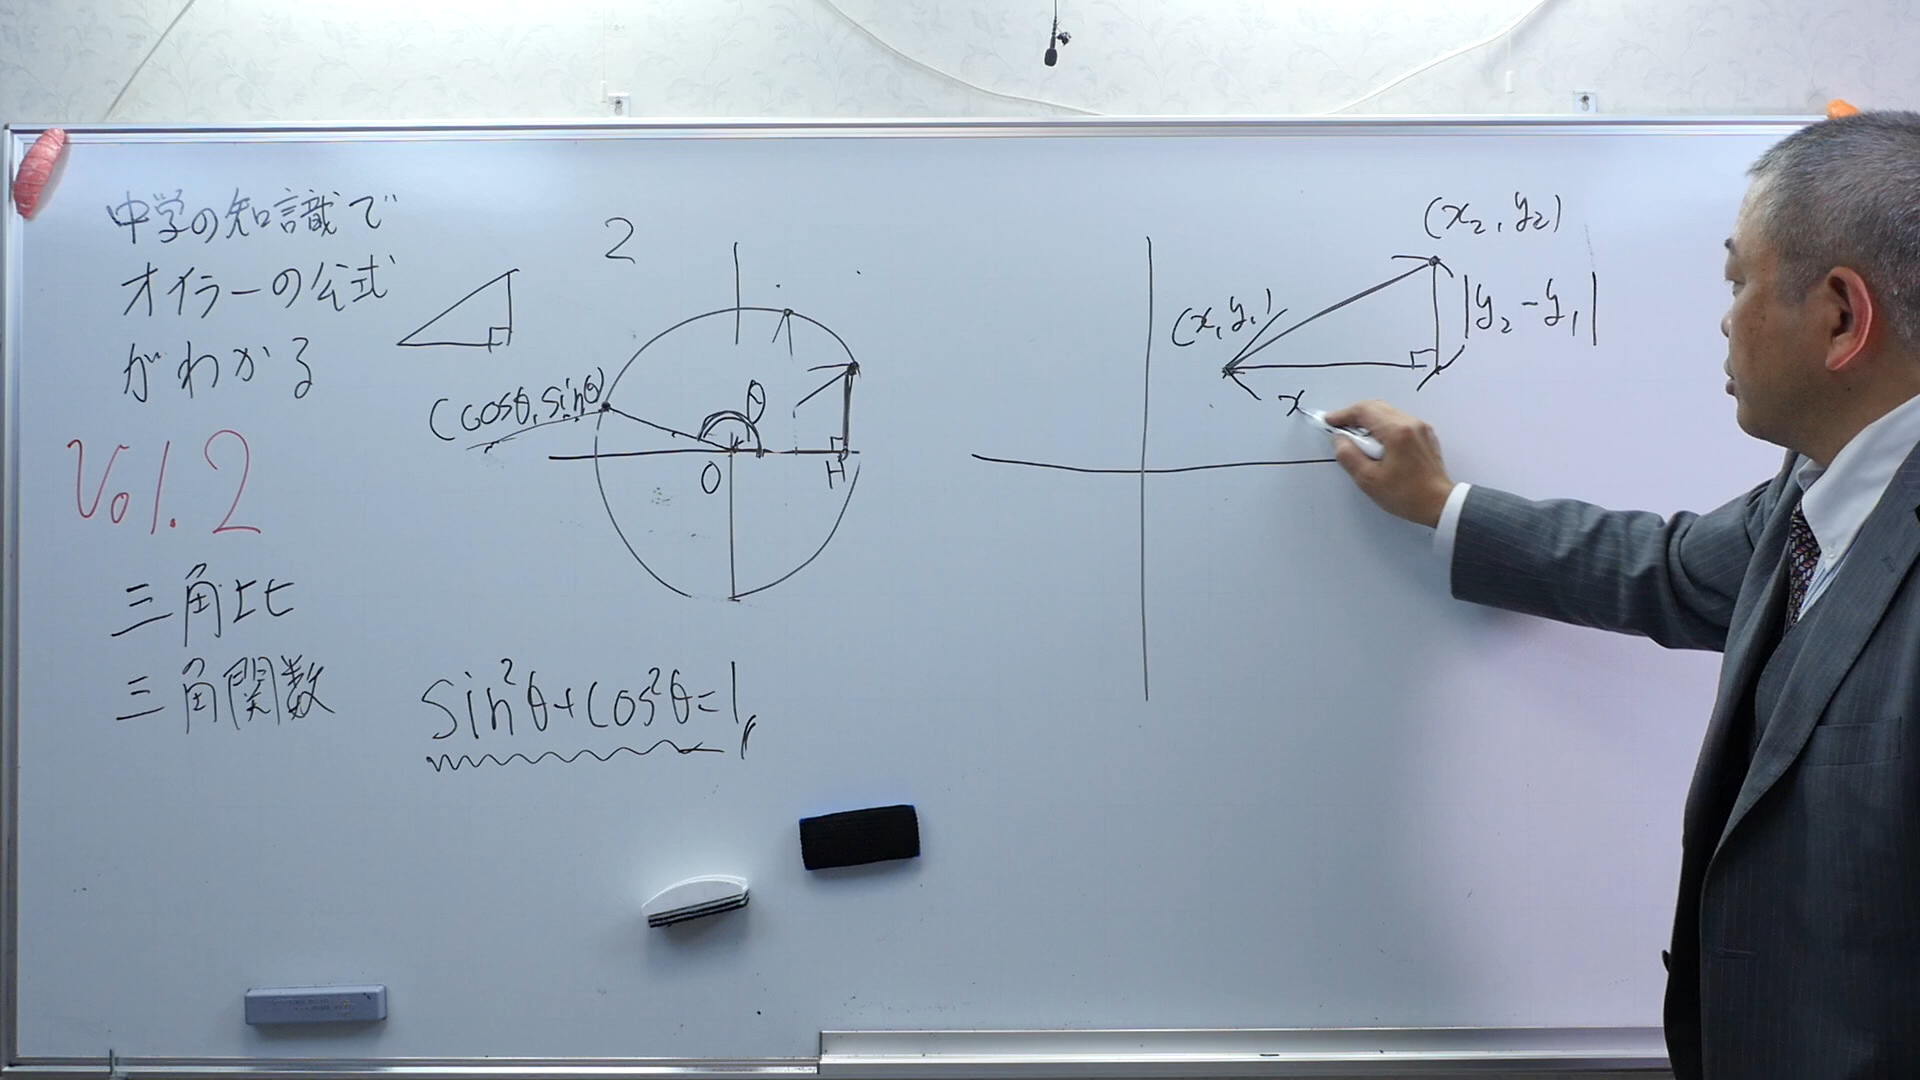 中学の知識で
オイラーの公式
がわかる
Vol.2
三角比
三角関数
2
(cosθ, sinθ)
θ
O
H
sin²θ+cos²θ=1
(x₂, y₂)
(x₁ y₁)
|y₂-y₁|
x